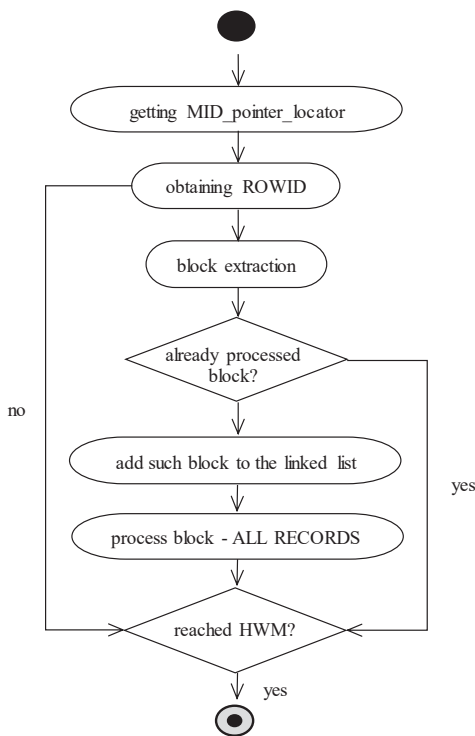 getting MID_pointer_locator
obtaining ROWID
block extraction
already processed
block?
no
add such block to the linked list
yes
process block - ALL RECORDS
reached HWM?
yes